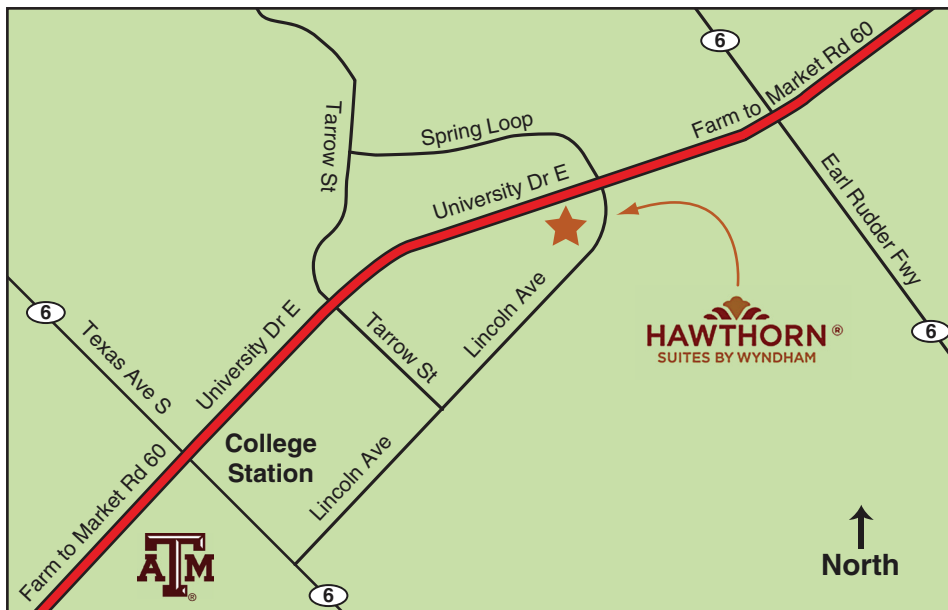 6
Farm to Market Rd 60
Tarrow St
Spring Loop
University Dr E
Earl Rudder Fwy
6
Texas Ave S
University Dr E
Tarrow St
Lincoln Ave
HAWTHORN ®
SUITES BY WYNDHAM
6
College
Station
Lincoln Ave
Farm to Market Rd 60
ATM
®
North
6